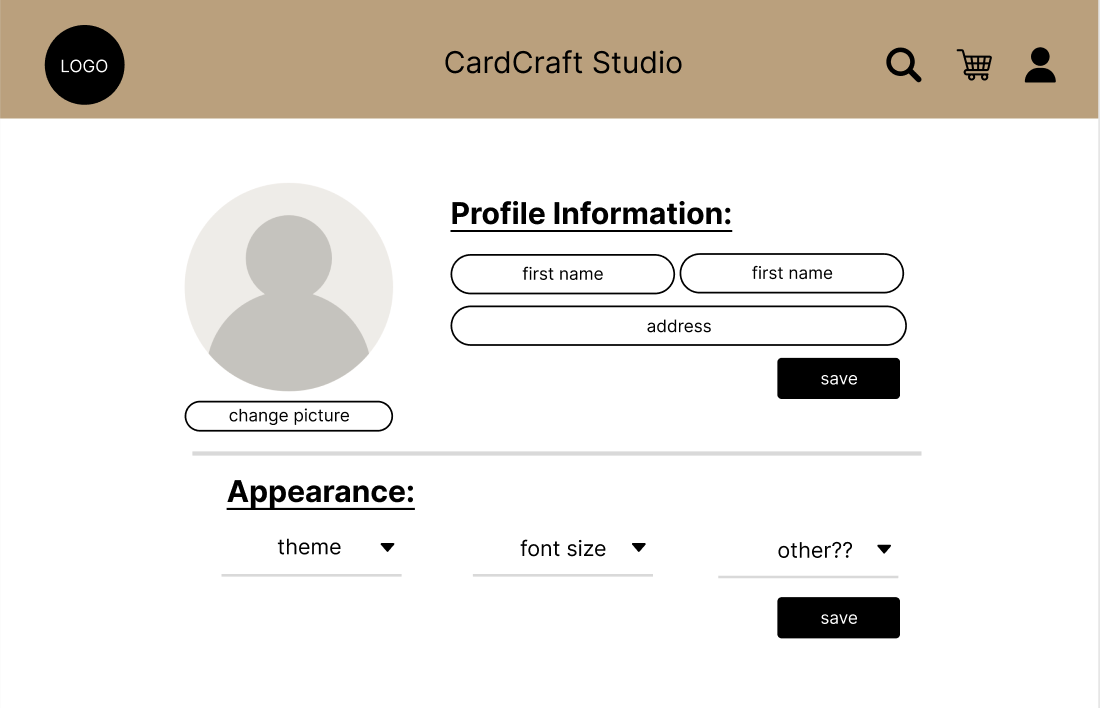 LOGO
CardCraft Studio
Profile Information:
first name
first name
address
save
change picture
Appearance:
theme
font size
other??
save